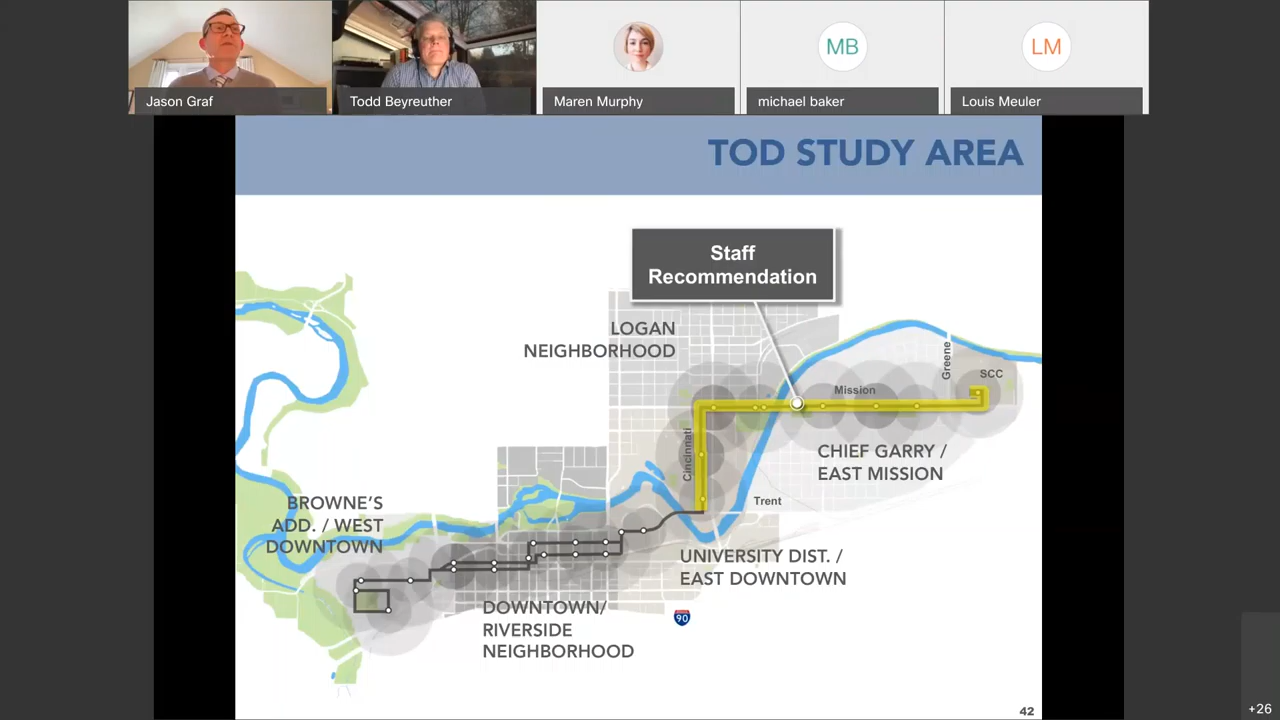 MB
LM
Jason Graf
Todd Beyreuther
Maren Murphy
michael baker
Louis Meuler
TOD STUDY AREA
Staff
Recommendation
LOGAN
NEIGHBORHOOD
Greene
SCC
Mission
Cincinnati
CHIEF GARRY /
EAST MISSION
BROWNE'S
ADD. / WEST
DOWNTOWN
Trent
UNIVERSITY DIST. /
EAST DOWNTOWN
DOWNTOWN/
RIVERSIDE
NEIGHBORHOOD
90
42
+26